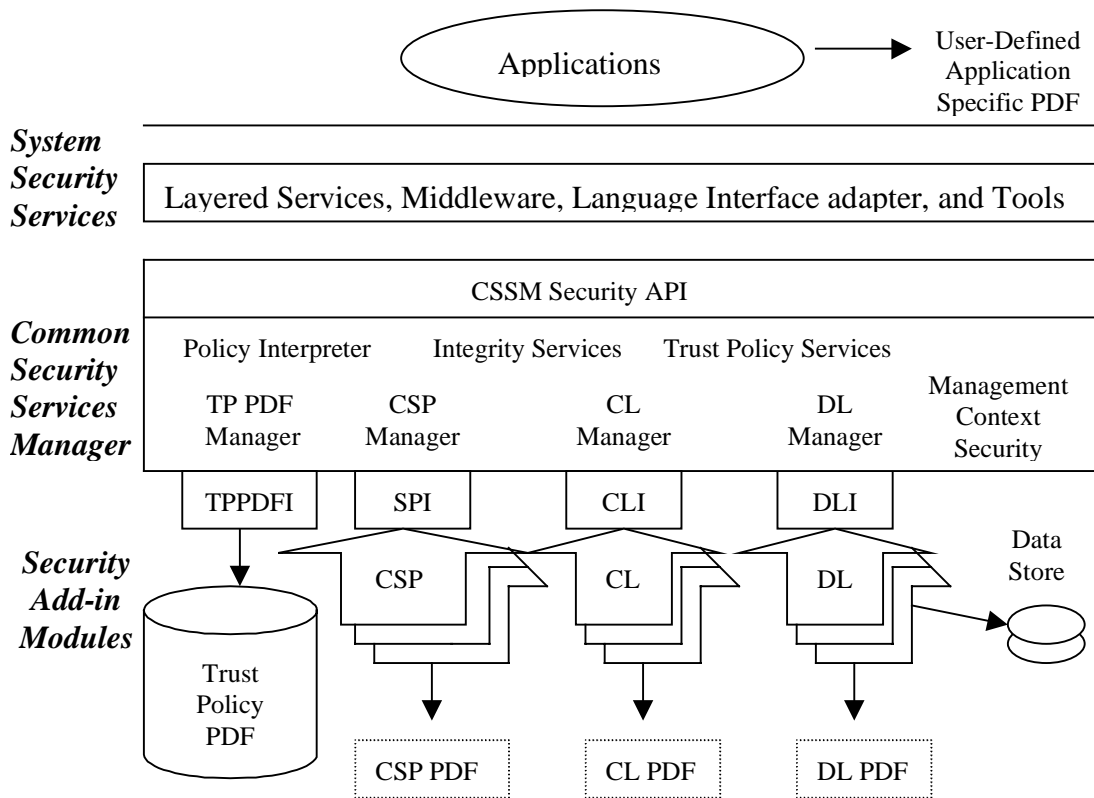 Applications
User-Defined
Application
Specific PDF
System
Security
Services
Layered Services, Middleware, Language Interface adapter, and Tools
CSSM Security API
Common
Security
Services
Manager
Policy Interpreter
Integrity Services
Trust Policy Services
TP PDF
Manager
CSP
Manager
CL
Manager
DL
Manager
Management
Context
Security
TPPDFI
SPI
CLI
DLI
Security
Add-in
Modules
CSP
CL
DL
Data
Store
Trust
Policy
PDF
CSP PDF
CL PDF
DL PDF